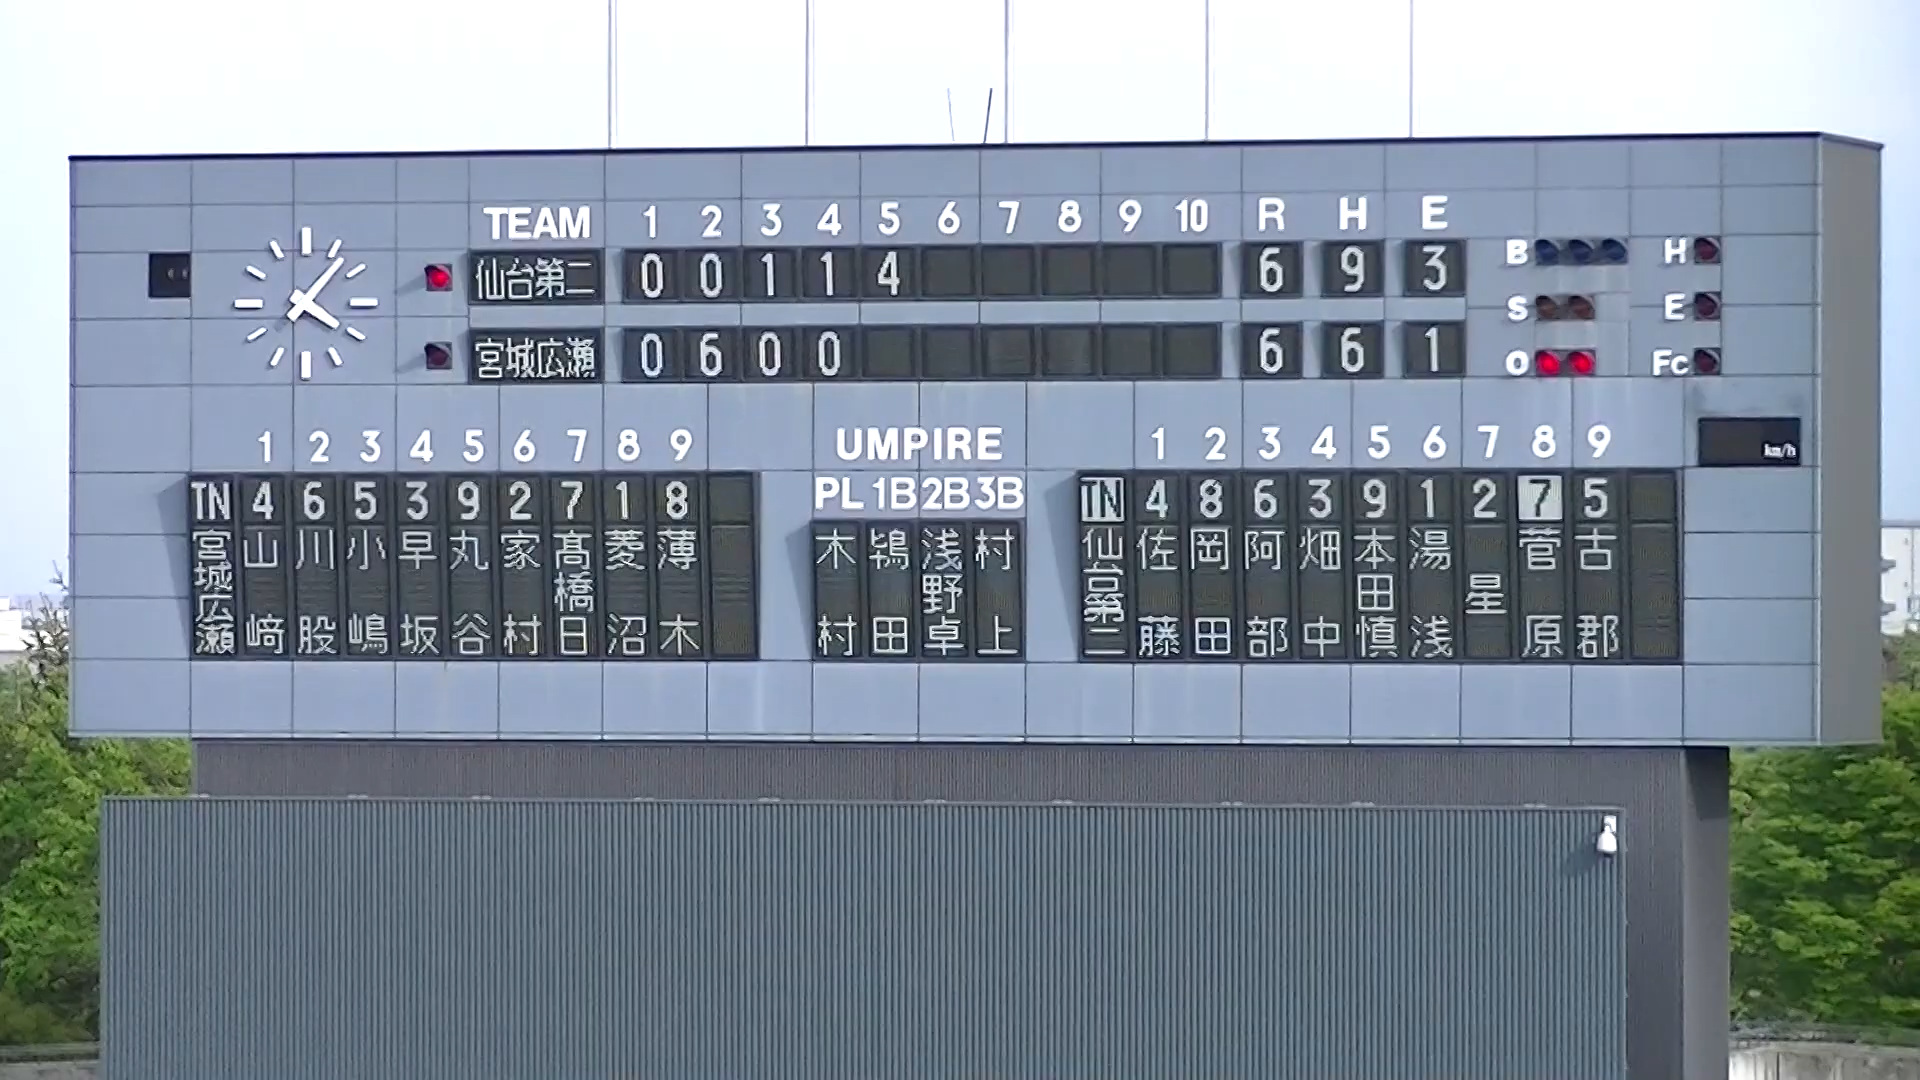 TEAM 1 2 3 4 5 6 7 8 9 10 R H E
仙台第二 0 0 1 1 4 6 9 3
宮城広瀬 0 6 0 0 6 6 1
B H
S E
O Fc
km/h
1 2 3 4 5 6 7 8 9
TN 4 6 5 3 9 2 7 1 8
宮城広瀬
山崎
川股
小嶋
早坂
丸谷
家村
髙橋日
菱沼
薄木
UMPIRE
PL 1B 2B 3B
木村
鴇田
浅野卓
村上
1 2 3 4 5 6 7 8 9
TN 4 8 6 3 9 1 2 7 5
仙台第二
佐藤
岡田
阿部
畑中
本田慎
湯浅
星
菅原
古郡